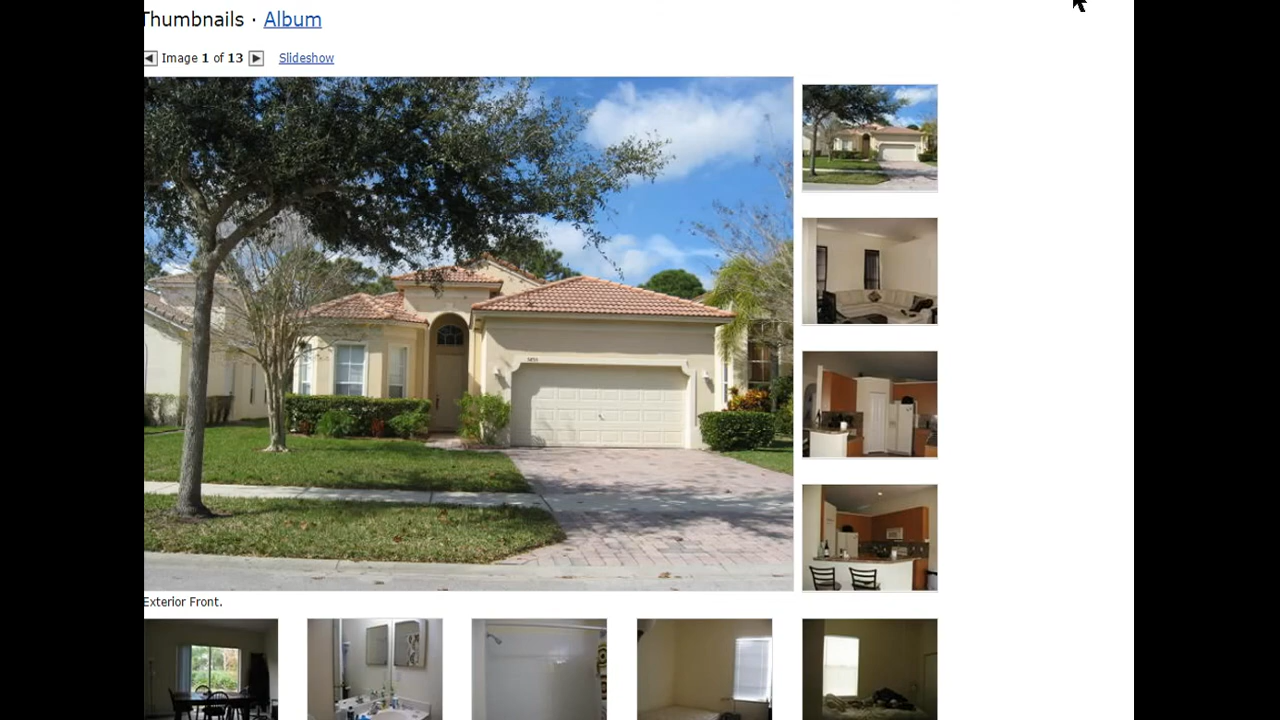 Thumbnails · Album
Image 1 of 13 Slideshow
Exterior Front.